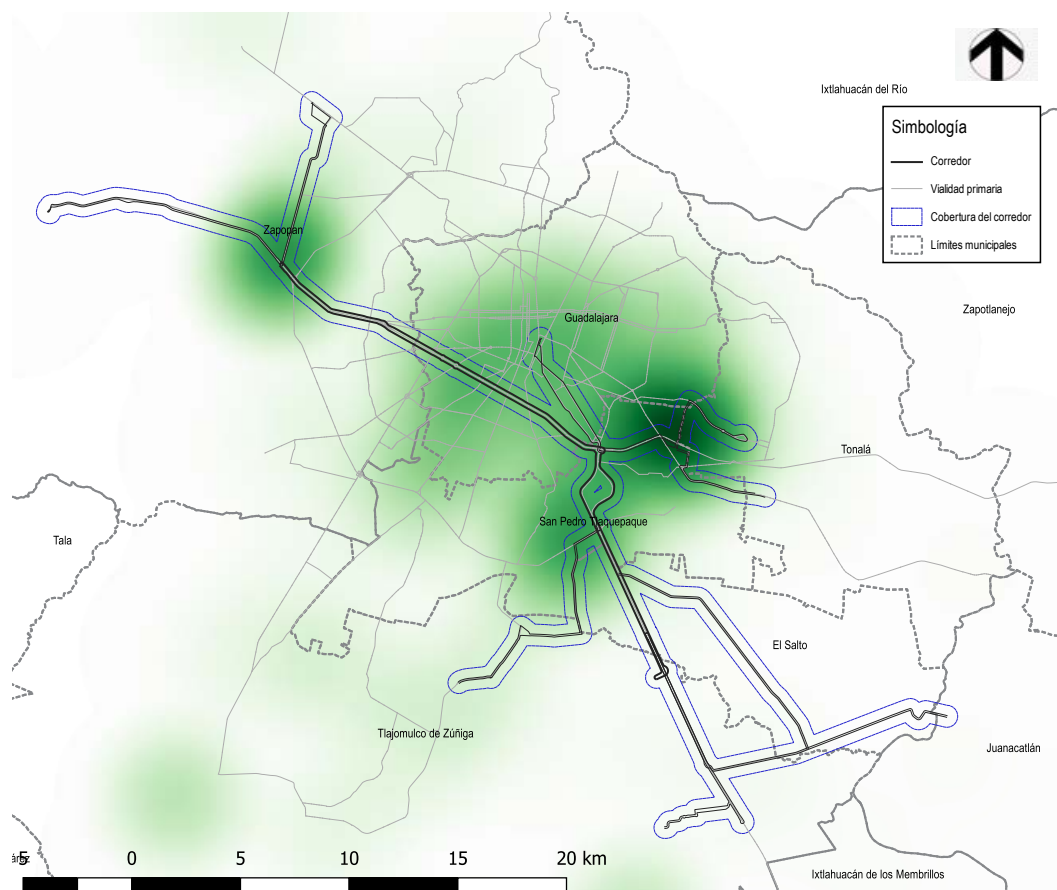 Ixtlahuacán del Río
Simbología
Corredor
Vialidad primaria
Cobertura del corredor
Límites municipales
Zapopan
Zapotlanejo
Guadalajara
Tonalá
San Pedro Tlaquepaque
Tala
El Salto
Tlajomulco de Zúñiga
Juanacatlán
5 0 5 10 15 20 km
Ixtlahuacán de los Membrillos